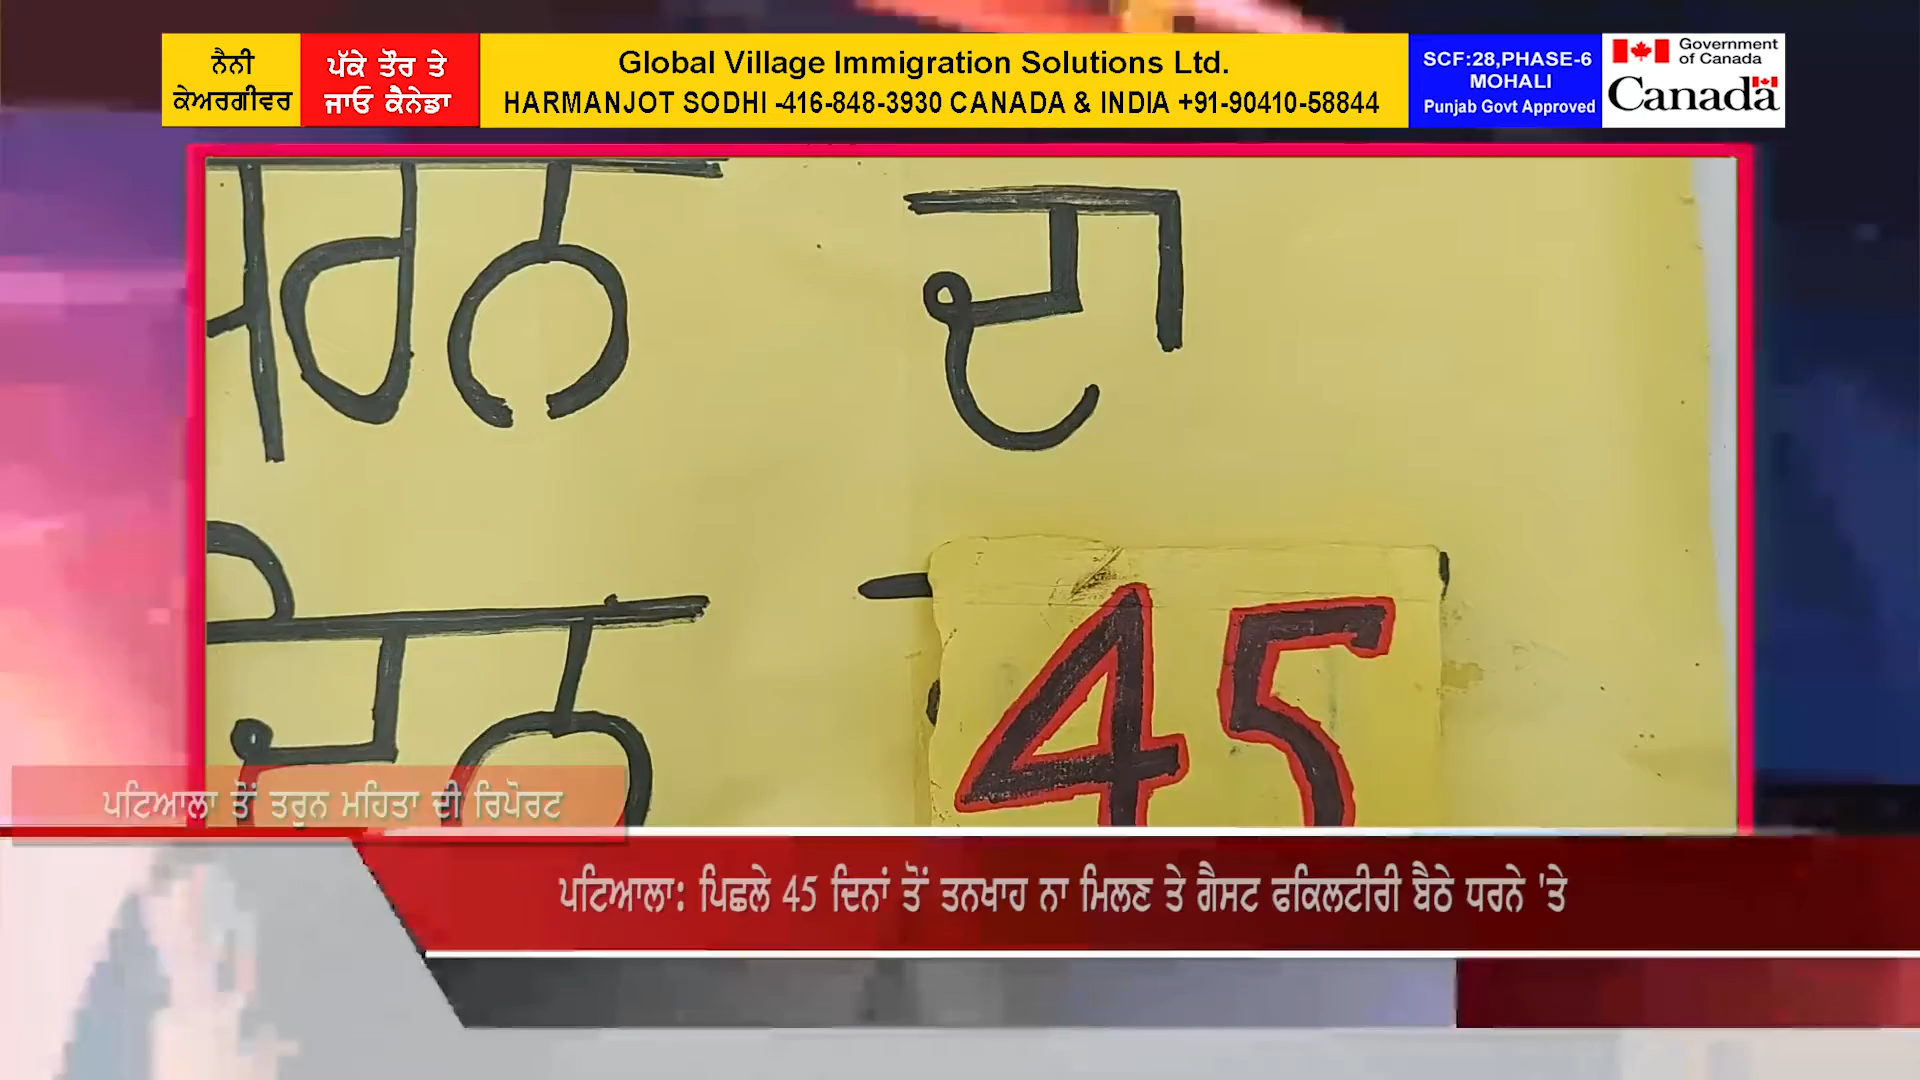 ਨੈਨੀ
ਕੇਅਰਗੀਵਰ
ਪੱਕੇ ਤੌਰ ਤੇ
ਜਾਓ ਕੈਨੇਡਾ
Global Village Immigration Solutions Ltd.
HARMANJOT SODHI -416-848-3930 CANADA & INDIA +91-90410-58844
SCF:28,PHASE-6
MOHALI
Punjab Govt Approved
Government
of Canada
Canada
ਦਾ
45
ਪਟਿਆਲਾ ਤੋਂ ਤਰੁਨ ਮਹਿਤਾ ਦੀ ਰਿਪੋਰਟ
ਪਟਿਆਲਾ: ਪਿਛਲੇ 45 ਦਿਨਾਂ ਤੋਂ ਤਨਖਾਹ ਨਾ ਮਿਲਣ ਤੇ ਗੈਸਟ ਫਕਿਲਟੀਰੀ ਬੈਠੇ ਧਰਨੇ 'ਤੇ